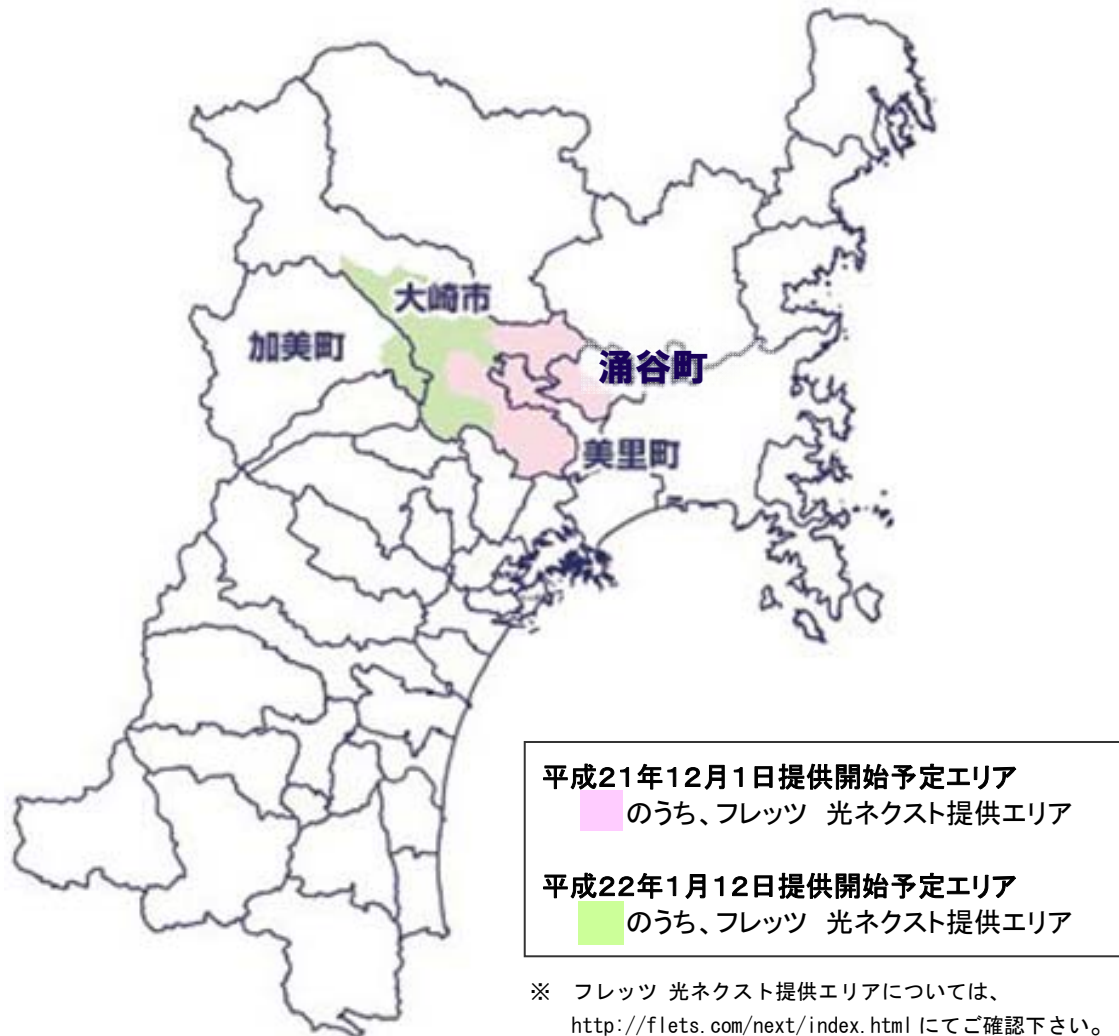 大崎市
加美町
涌谷町
美里町
平成21年12月1日提供開始予定エリア
のうち、フレッツ 光ネクスト提供エリア
平成22年1月12日提供開始予定エリア
のうち、フレッツ 光ネクスト提供エリア
※ フレッツ 光ネクスト提供エリアについては、
http://flets.com/next/index.html にてご確認下さい。